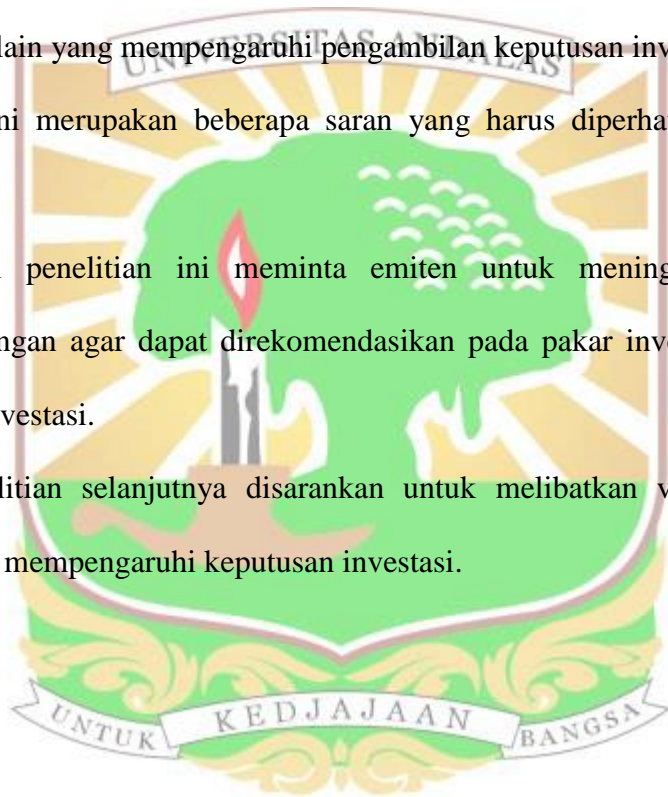 UNIVERSITAS ANDALAS
lain yang mempengaruhi pengambilan keputusan inv
ni merupakan beberapa saran yang harus diperha
penelitian ini meminta emiten untuk mening
ngan agar dapat direkomendasikan pada pakar inv
vestasi.
litian selanjutnya disarankan untuk melibatkan v
mempengaruhi keputusan investasi.
UNTUK KEDJAJAAN BANGSA